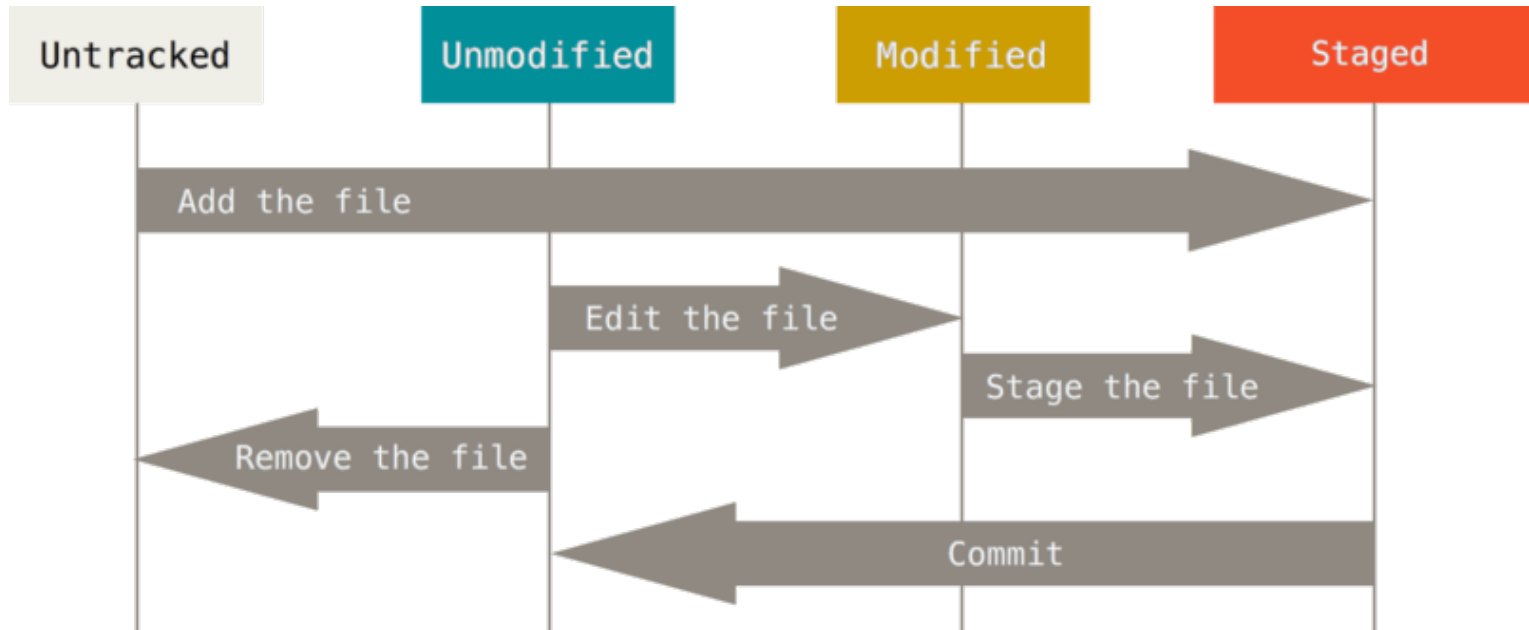 Untracked
Unmodified
Modified
Staged
Add the file
Edit the file
Stage the file
Remove the file
Commit